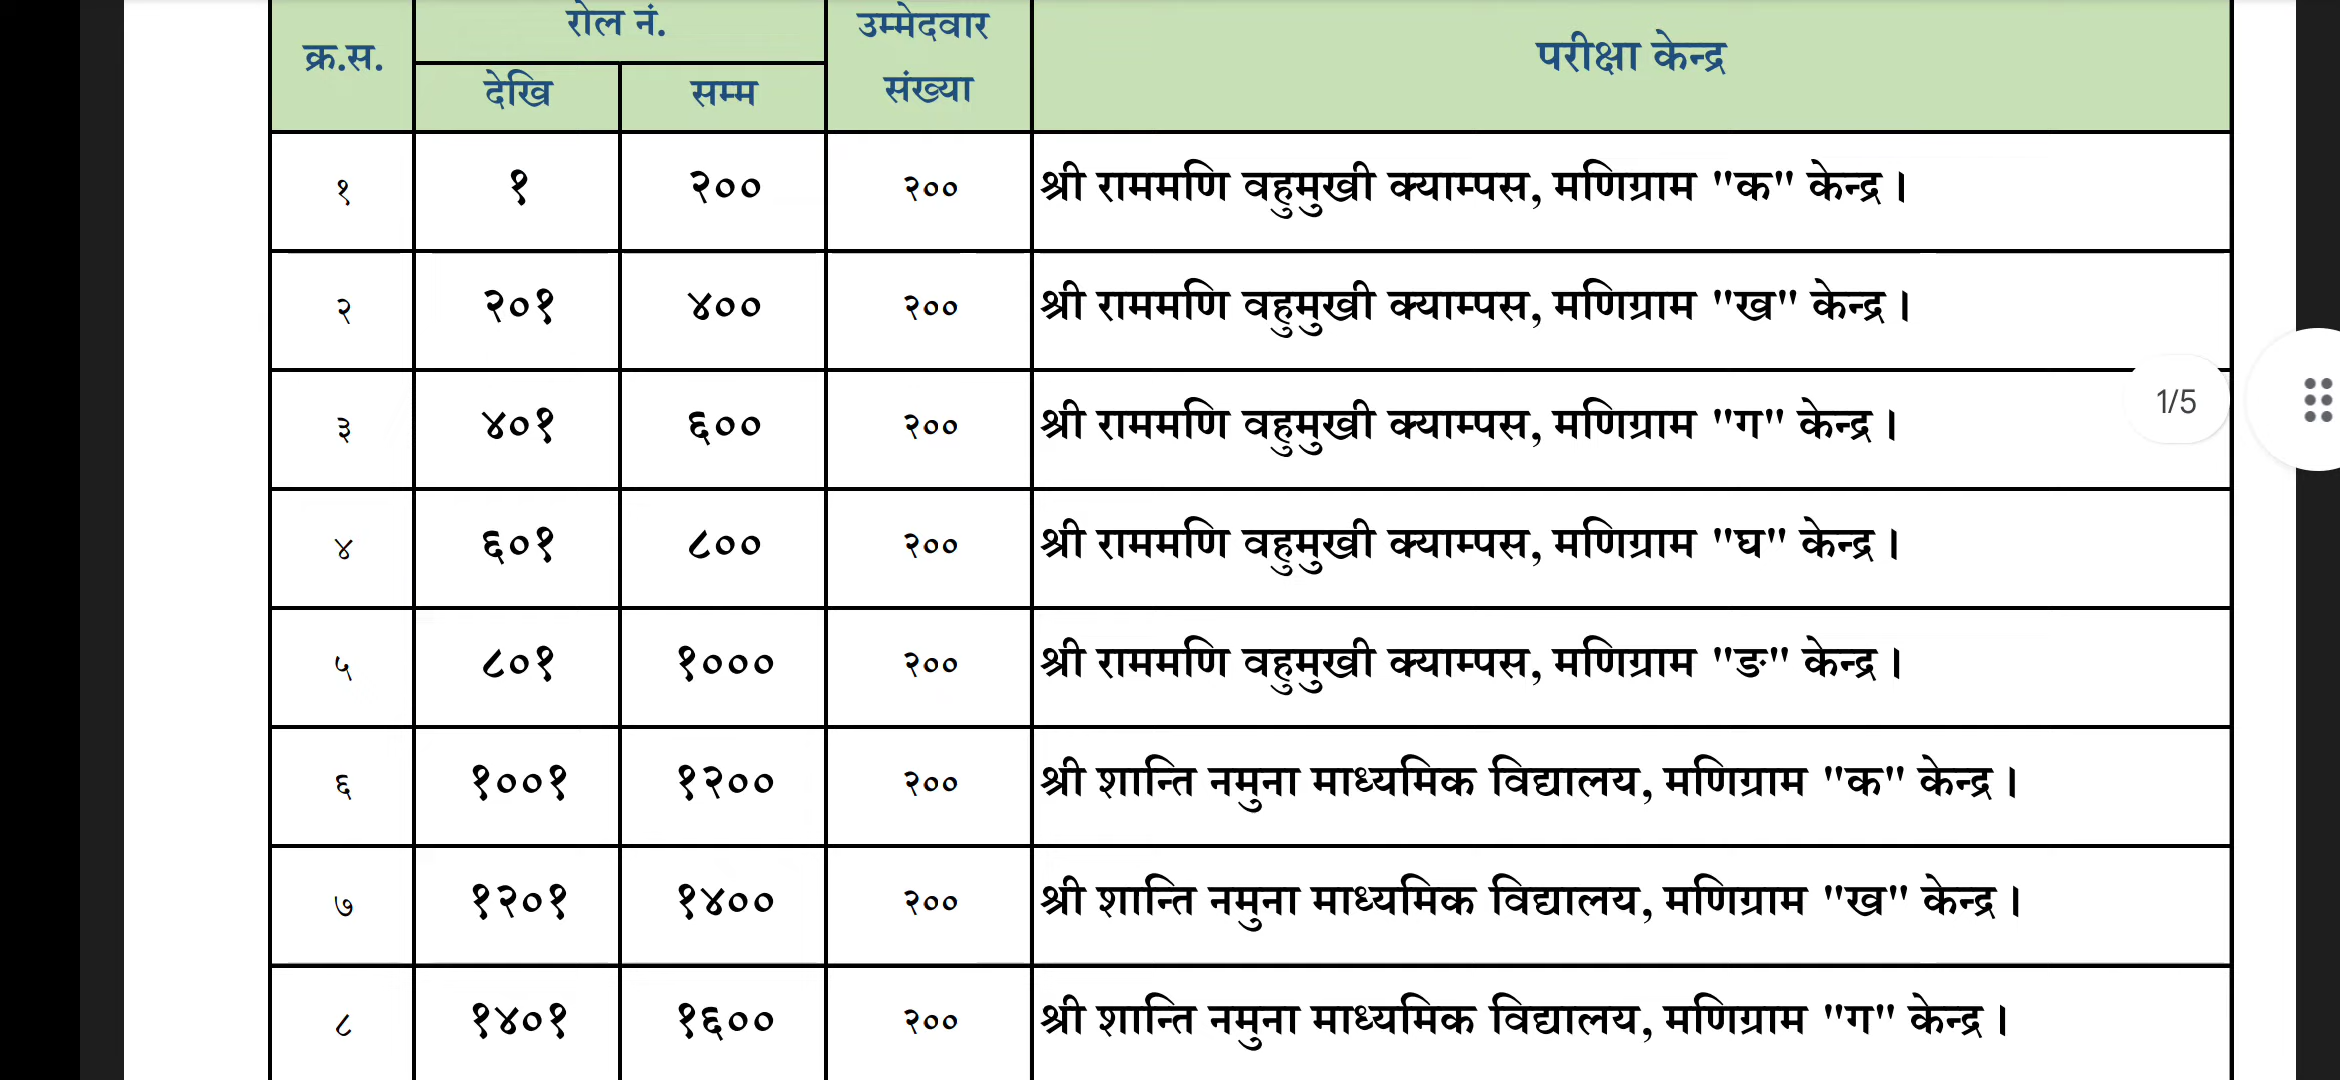 क्र.स. रोल नं. उम्मेदवार संख्या परीक्षा केन्द्र
देखि सम्म
१ १ २०० २०० श्री राममणि वहुमुखी क्याम्पस, मणिग्राम "क" केन्द्र।
२ २०१ ४०० २०० श्री राममणि वहुमुखी क्याम्पस, मणिग्राम "ख" केन्द्र।
३ ४०१ ६०० २०० श्री राममणि वहुमुखी क्याम्पस, मणिग्राम "ग" केन्द्र।
1/5
४ ६०१ ८०० २०० श्री राममणि वहुमुखी क्याम्पस, मणिग्राम "घ" केन्द्र।
५ ८०१ १००० २०० श्री राममणि वहुमुखी क्याम्पस, मणिग्राम "ङ" केन्द्र।
६ १००१ १२०० २०० श्री शान्ति नमुना माध्यमिक विद्यालय, मणिग्राम "क" केन्द्र।
७ १२०१ १४०० २०० श्री शान्ति नमुना माध्यमिक विद्यालय, मणिग्राम "ख" केन्द्र।
८ १४०१ १६०० २०० श्री शान्ति नमुना माध्यमिक विद्यालय, मणिग्राम "ग" केन्द्र।